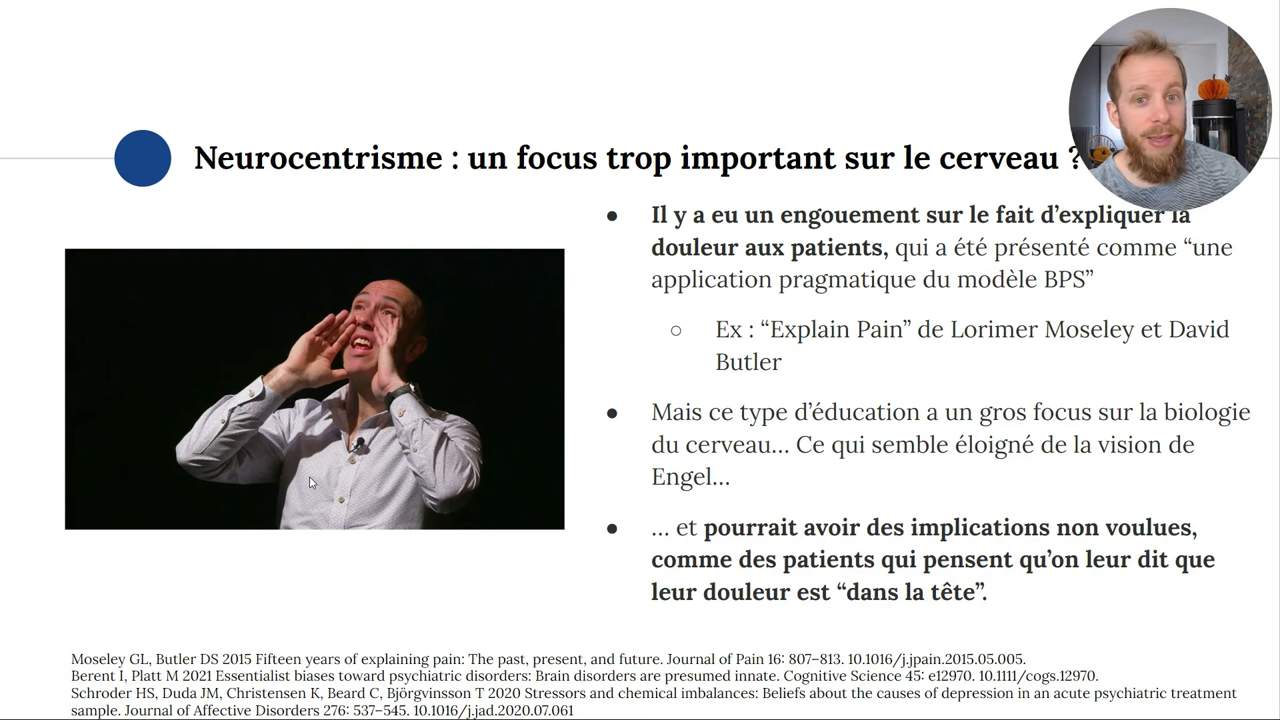 Neurocentrisme : un focus trop important sur le cerveau ?
● Il y a eu un engouement sur le fait d’expliquer la
douleur aux patients, qui a été présenté comme “une
application pragmatique du modèle BPS”
○ Ex : “Explain Pain” de Lorimer Moseley et David
Butler
● Mais ce type d’éducation a un gros focus sur la biologie
du cerveau… Ce qui semble éloigné de la vision de
Engel…
● … et pourrait avoir des implications non voulues,
comme des patients qui pensent qu’on leur dit que
leur douleur est “dans la tête”.
Moseley GL, Butler DS 2015 Fifteen years of explaining pain: The past, present, and future. Journal of Pain 16: 807–813. 10.1016/j.jpain.2015.05.005.
Berent I, Platt M 2021 Essentialist biases toward psychiatric disorders: Brain disorders are presumed innate. Cognitive Science 45: e12970. 10.1111/cogs.12970.
Schroder HS, Duda JM, Christensen K, Beard C, Björgvinsson T 2020 Stressors and chemical imbalances: Beliefs about the causes of depression in an acute psychiatric treatment
sample. Journal of Affective Disorders 276: 537–545. 10.1016/j.jad.2020.07.061